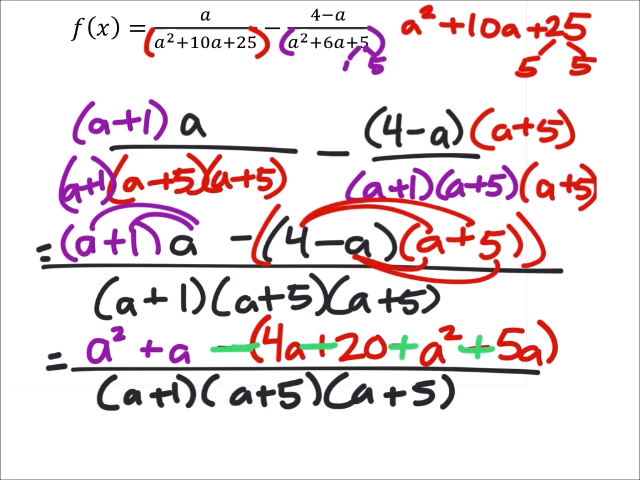 f(x) = a/(a²+10a+25) − (4−a)/(a²+6a+5)
a² + 10a + 25
1 5 5 5
(a+1) a − (4−a)(a+5)
(a+1)(a+5)(a+5) (a+1)(a+5)(a+5)
= (a+1)a − ((4−a)(a+5))
(a+1)(a+5)(a+5)
= a² + a − (4a + 20 + a² + 5a)
(a+1)(a+5)(a+5)